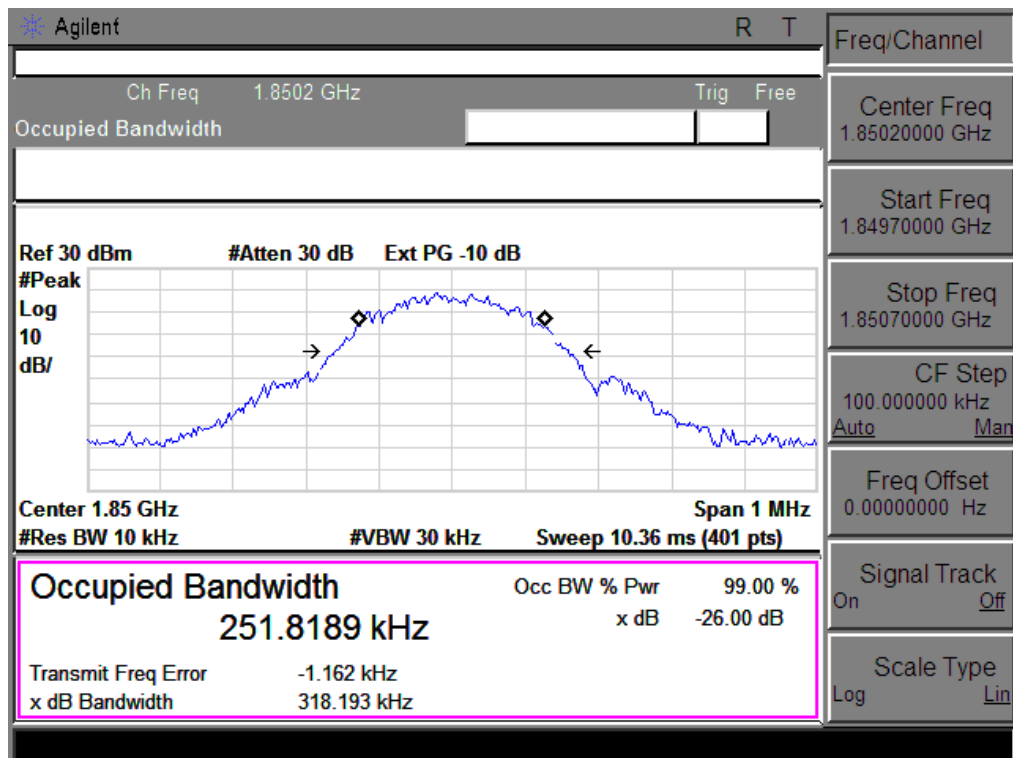 Agilent R T
Ch Freq 1.8502 GHz Trig Free
Occupied Bandwidth
Ref 30 dBm #Atten 30 dB Ext PG -10 dB
#Peak
Log
10
dB/
Center 1.85 GHz Span 1 MHz
#Res BW 10 kHz #VBW 30 kHz Sweep 10.36 ms (401 pts)
Occupied Bandwidth Occ BW % Pwr 99.00 %
251.8189 kHz x dB -26.00 dB
Transmit Freq Error -1.162 kHz
x dB Bandwidth 318.193 kHz
Freq/Channel
Center Freq
1.85020000 GHz
Start Freq
1.84970000 GHz
Stop Freq
1.85070000 GHz
CF Step
100.000000 kHz
Auto Man
Freq Offset
0.00000000 Hz
Signal Track
On Off
Scale Type
Log Lin